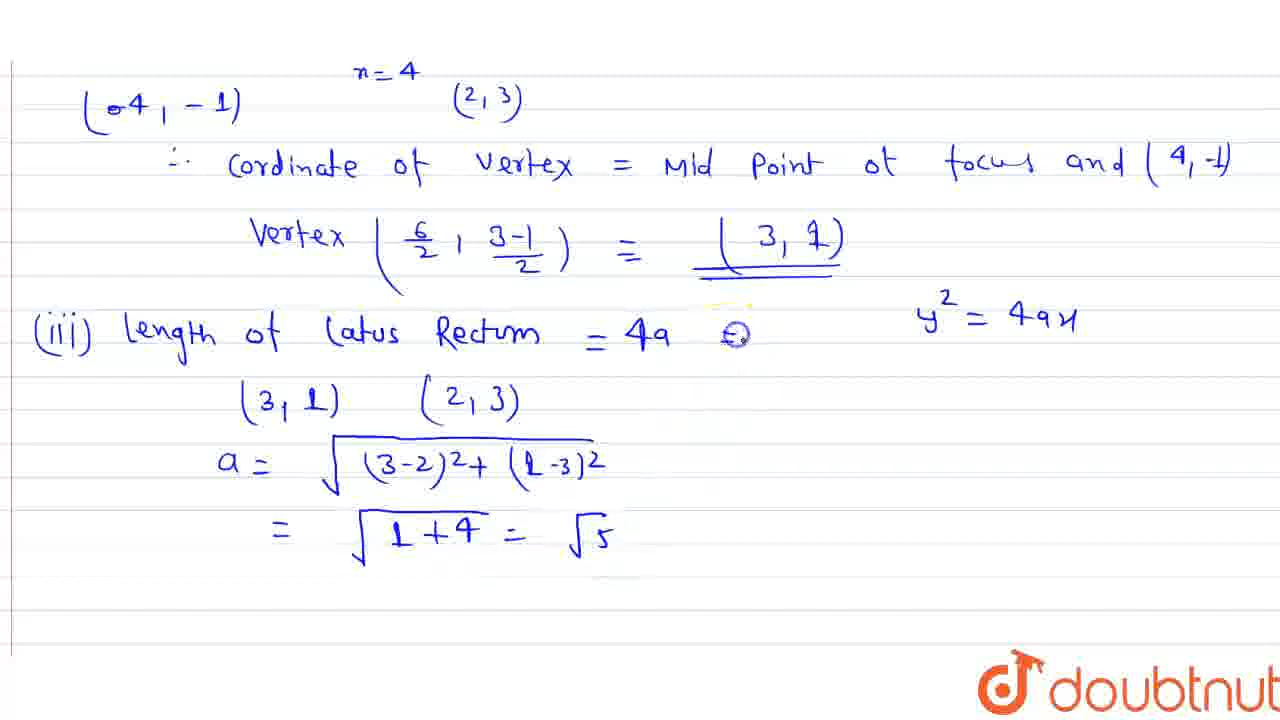 x = 4
(-4, -1) (2, 3)
∴ Cordinate of Vertex = Mid Point of focus and (4, -1)
Vertex (6/2, 3-1/2) ≡ (3, 1)
y² = 4ax
(iii) Length of Latus Rectum = 4a =
(3, 1) (2, 3)
a = √(3-2)² + (1-3)²
= √1+4 = √5
doubtnut